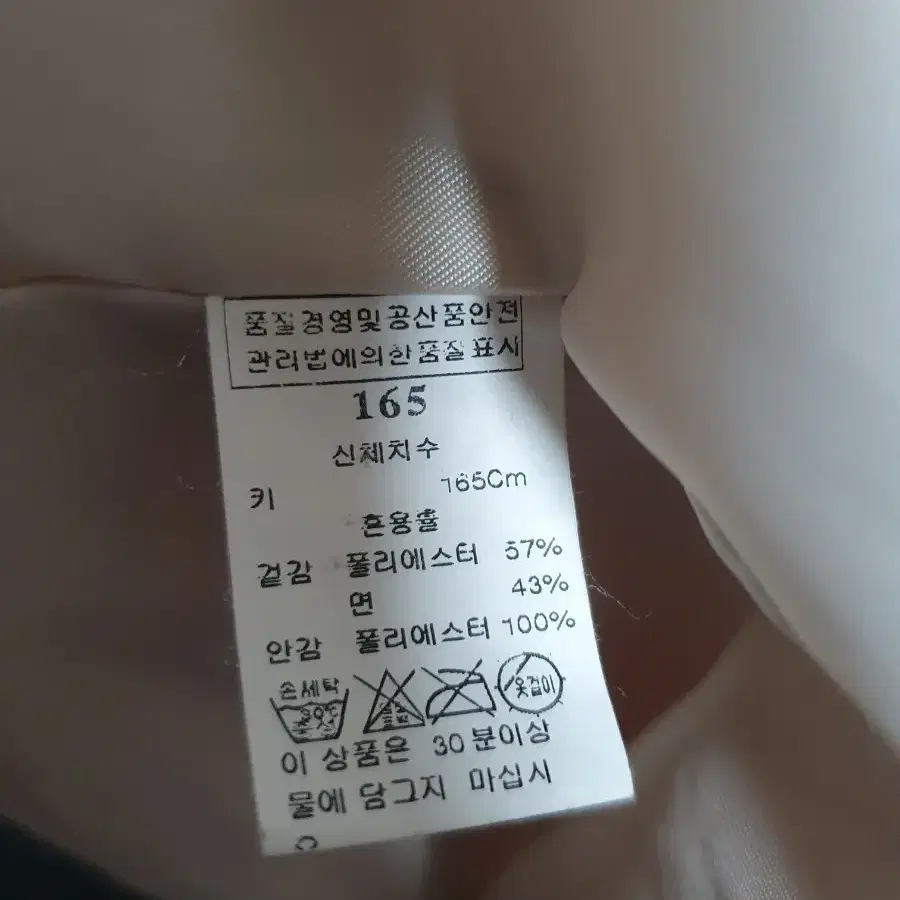 품질경영및공산품안전
관리법에의한품질표시
165
신체치수
키 165Cm
혼용율
겉감 폴리에스터 57%
면 43%
안감 폴리에스터 100%
손세탁 옷걸이
30℃
이 상품은 30분이상
물에 담그지 마십시